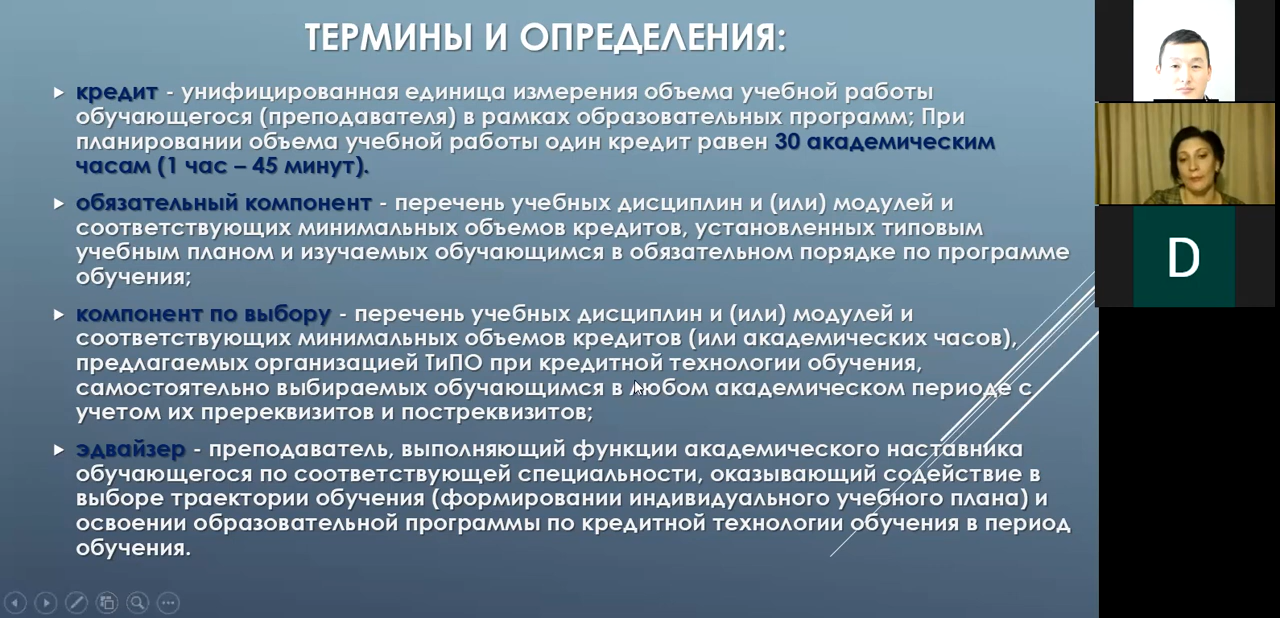 ТЕРМИНЫ И ОПРЕДЕЛЕНИЯ:
кредит - унифицированная единица измерения объема учебной работы
обучающегося (преподавателя) в рамках образовательных программ; При
планировании объема учебной работы один кредит равен 30 академическим
часам (1 час – 45 минут).
обязательный компонент - перечень учебных дисциплин и (или) модулей и
соответствующих минимальных объемов кредитов, установленных типовым
учебным планом и изучаемых обучающимся в обязательном порядке по программе
обучения;
компонент по выбору - перечень учебных дисциплин и (или) модулей и
соответствующих минимальных объемов кредитов (или академических часов),
предлагаемых организацией ТиПО при кредитной технологии обучения,
самостоятельно выбираемых обучающимся в любом академическом периоде с
учетом их пререквизитов и постреквизитов;
эдвайзер - преподаватель, выполняющий функции академического наставника
обучающегося по соответствующей специальности, оказывающий содействие в
выборе траектории обучения (формировании индивидуального учебного плана) и
освоении образовательной программы по кредитной технологии обучения в период
обучения.
D